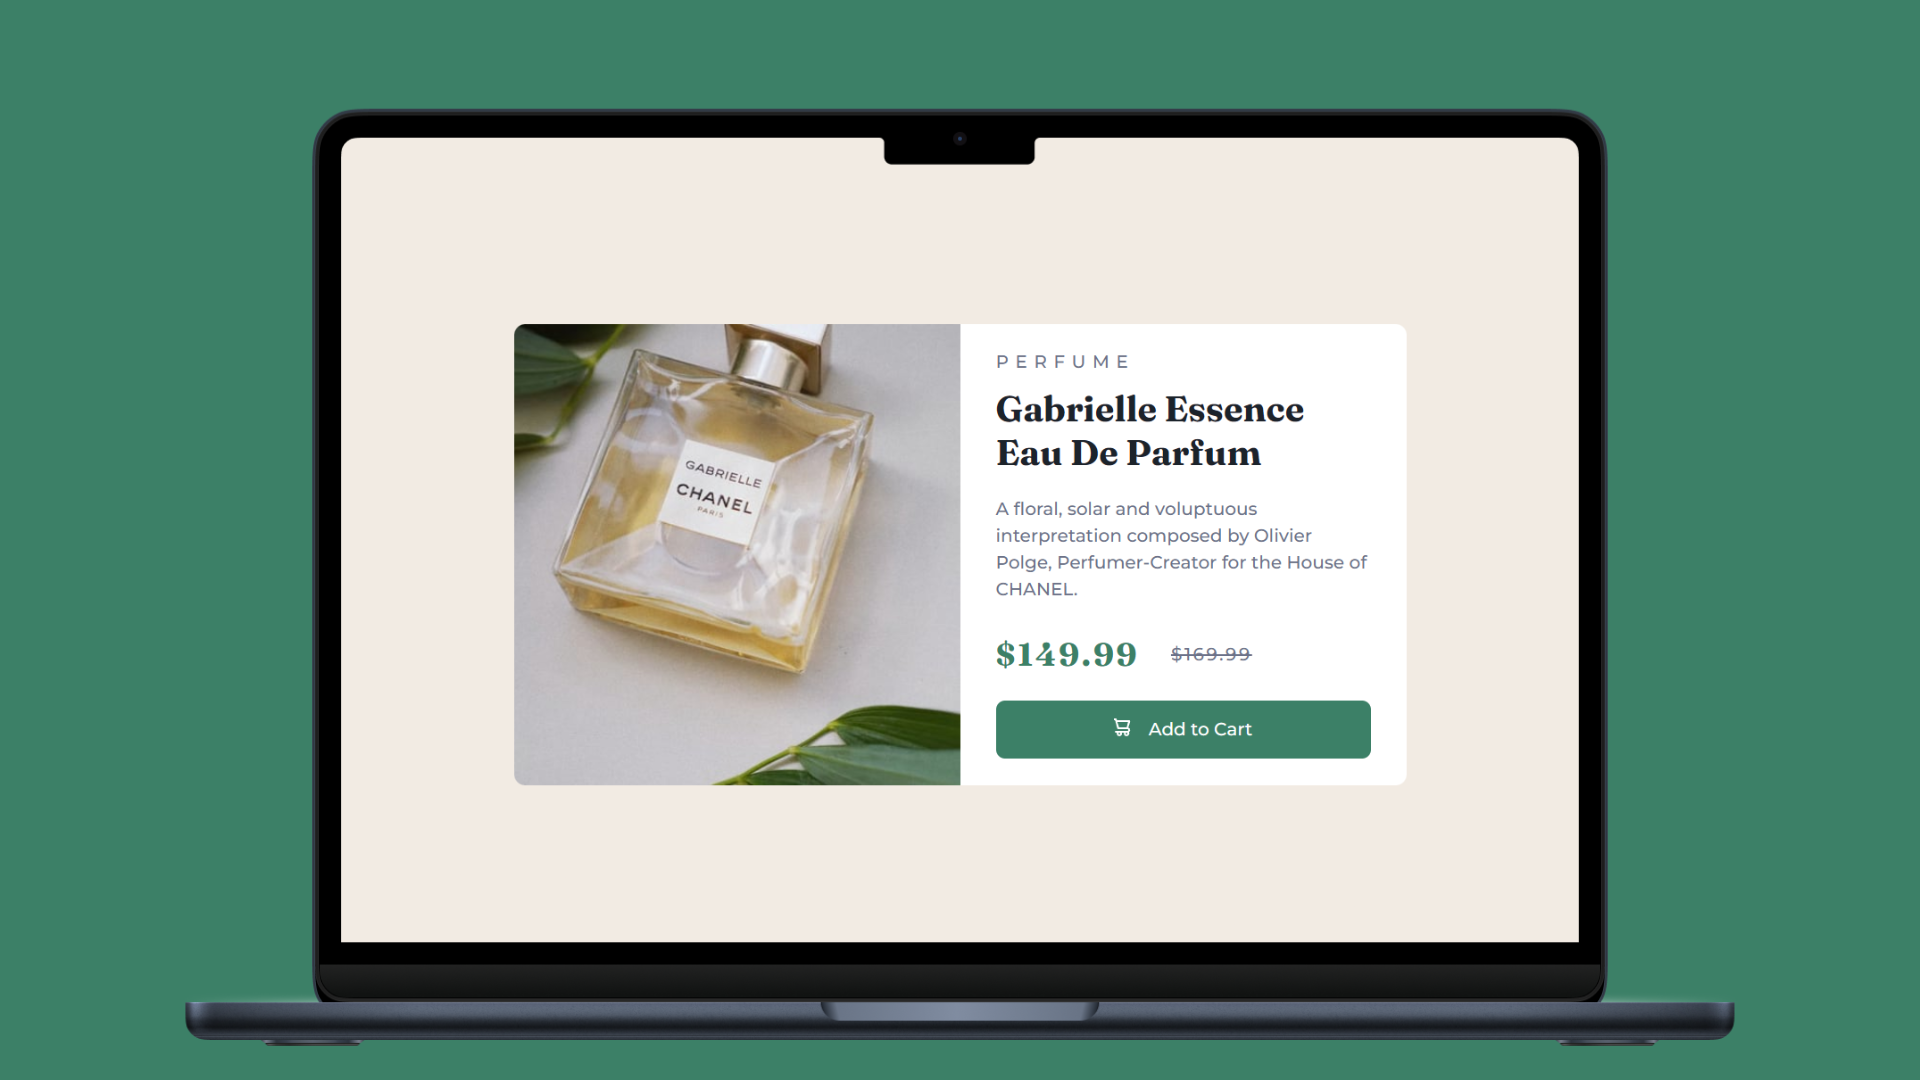 GABRIELLE
CHANEL
PARIS
PERFUME
Gabrielle Essence
Eau De Parfum
A floral, solar and voluptuous
interpretation composed by Olivier
Polge, Perfumer-Creator for the House of
CHANEL.
$149.99 $169.99
Add to Cart